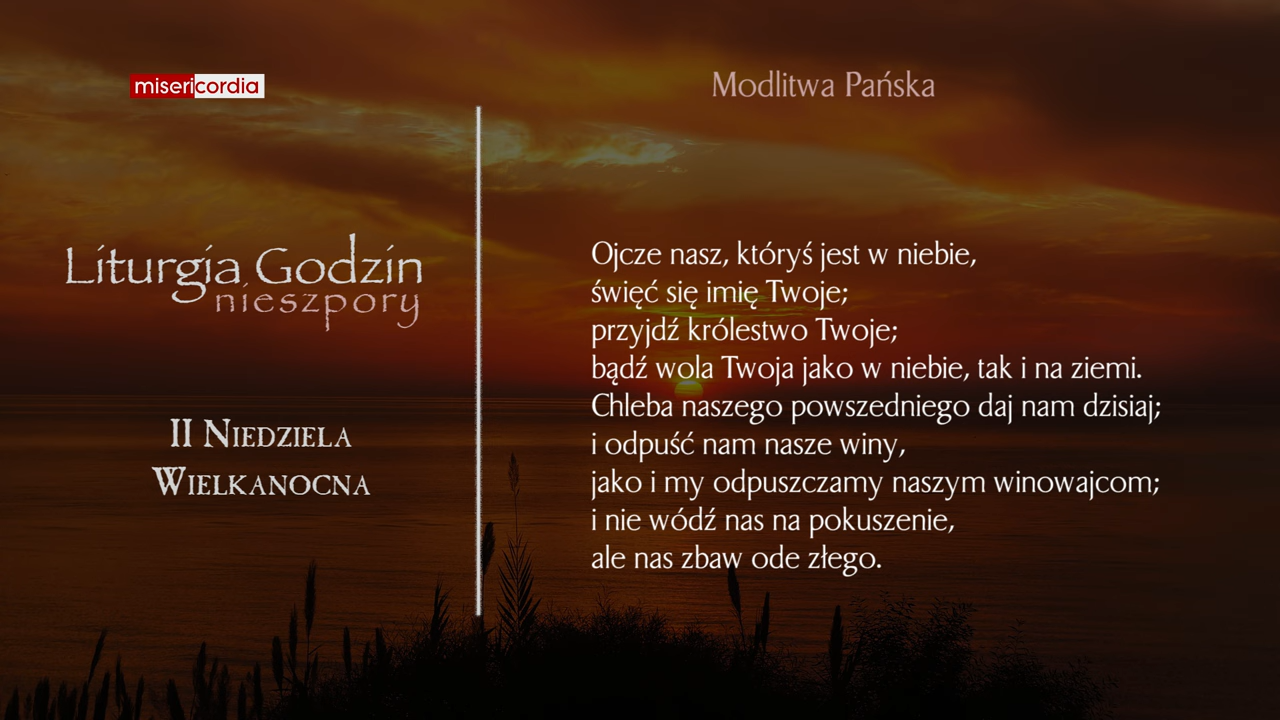 misericordia
Modlitwa Pańska
Liturgia Godzin
nieszpory
II Niedziela
Wielkanocna
Ojcze nasz, któryś jest w niebie,
święć się imię Twoje;
przyjdź królestwo Twoje;
bądź wola Twoja jako w niebie, tak i na ziemi.
Chleba naszego powszedniego daj nam dzisiaj;
i odpuść nam nasze winy,
jako i my odpuszczamy naszym winowajcom;
i nie wódź nas na pokuszenie,
ale nas zbaw ode złego.